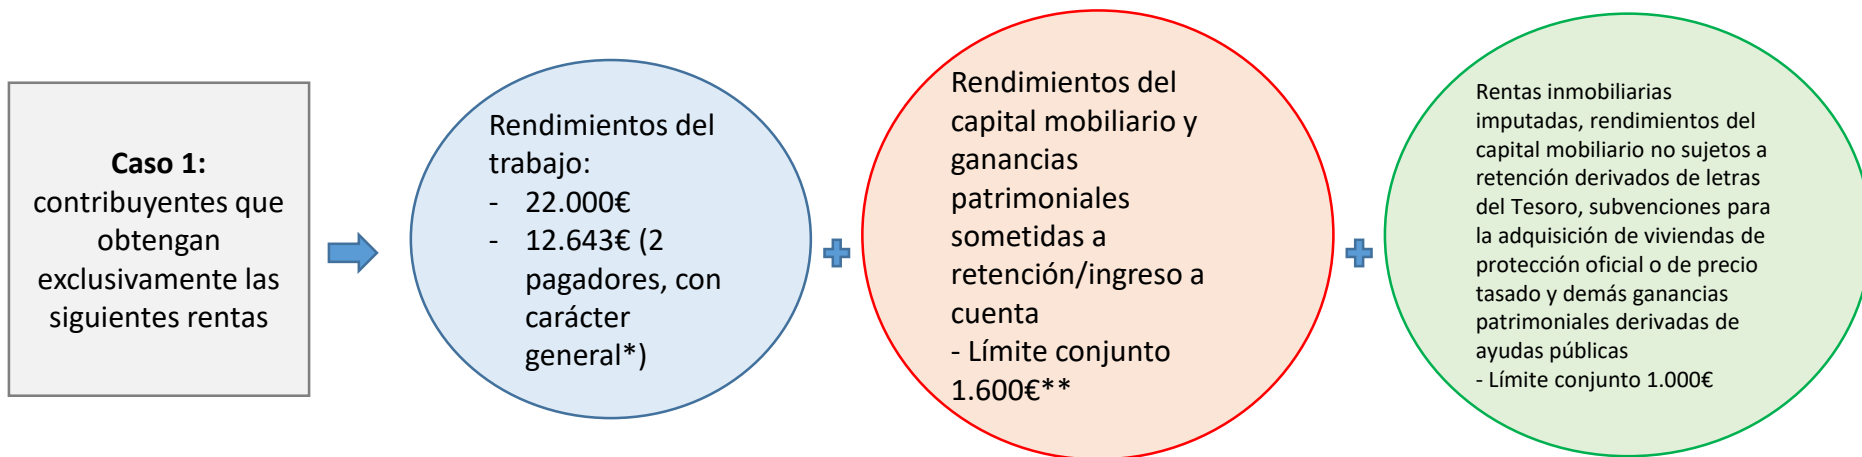 Caso 1:
contribuyentes que
obtengan
exclusivamente las
siguientes rentas
Rendimientos del
trabajo:
- 22.000€
- 12.643€ (2
pagadores, con
carácter
general*)
Rendimientos del
capital mobiliario y
ganancias
patrimoniales
sometidas a
retención/ingreso a
cuenta
- Límite conjunto
1.600€**
Rentas inmobiliarias
imputadas, rendimientos del
capital mobiliario no sujetos a
retención derivados de letras
del Tesoro, subvenciones para
la adquisición de viviendas de
protección oficial o de precio
tasado y demás ganancias
patrimoniales derivadas de
ayudas públicas
- Límite conjunto 1.000€